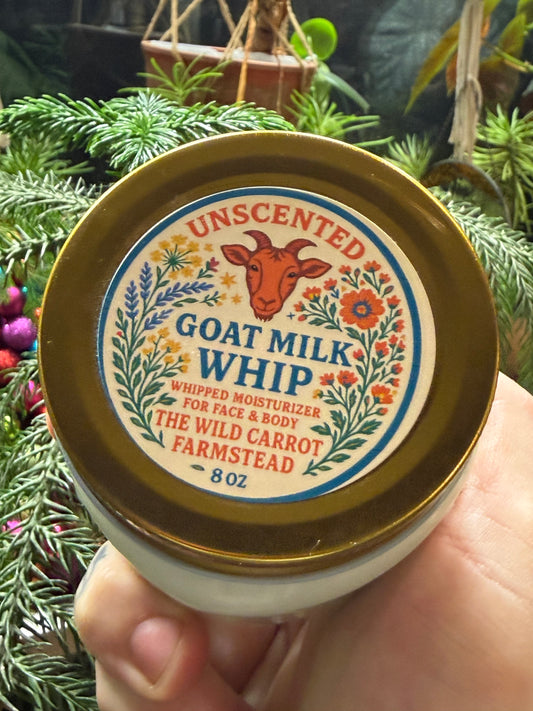 UNSCENTED
GOAT MILK
WHIP
WHIPPED MOISTURIZER
FOR FACE & BODY
THE WILD CARROT
FARMSTEAD
8 OZ